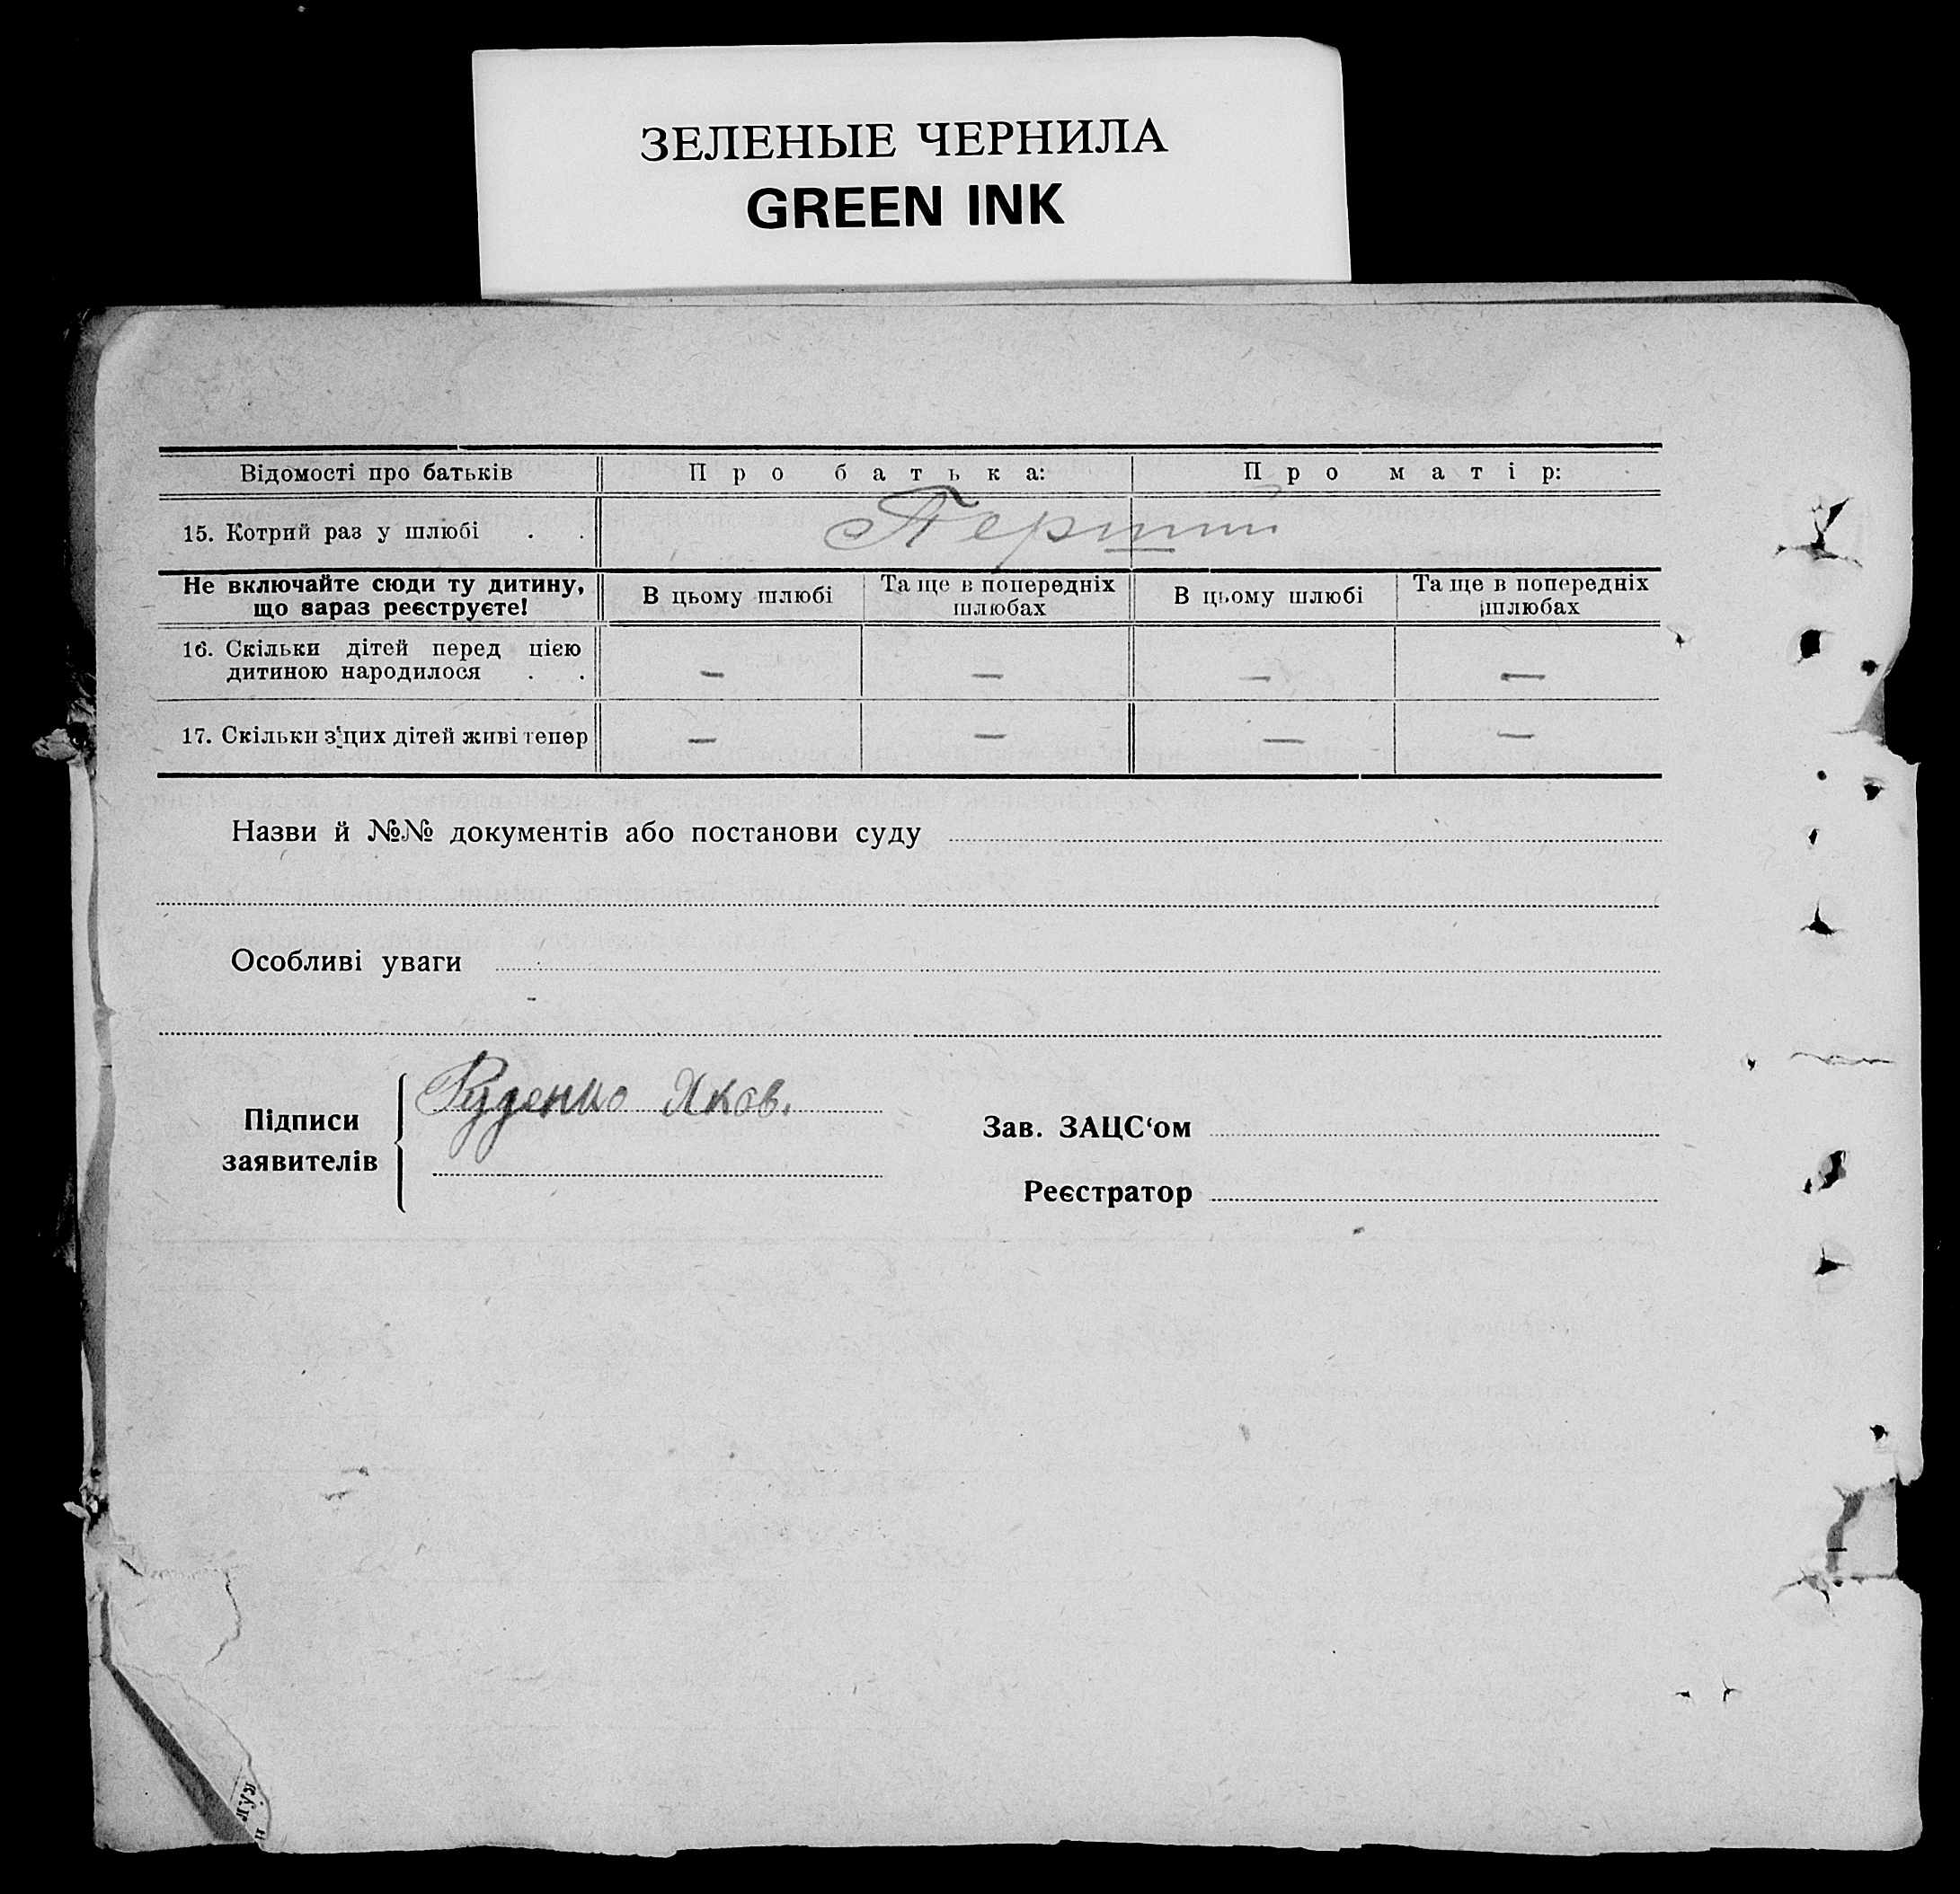 ЗЕЛЕНЫЕ ЧЕРНИЛА
GREEN INK
Відомості про батьків Про батька: Про матір:
15. Котрий раз у шлюбі . . Перший
Не включайте сюди ту дитину, що зараз реєструєте! В цьому шлюбі Та ще в попередніх шлюбах В цьому шлюбі Та ще в попередніх шлюбах
16. Скільки дітей перед цією
дитиною народилося . . — — — —
17. Скільки з цих дітей живі тепер — — — —
Назви й №№ документів або постанови суду
Особливі уваги
Підписи заявителів Руденко Яков.
Зав. ЗАЦС‘ом
Реєстратор